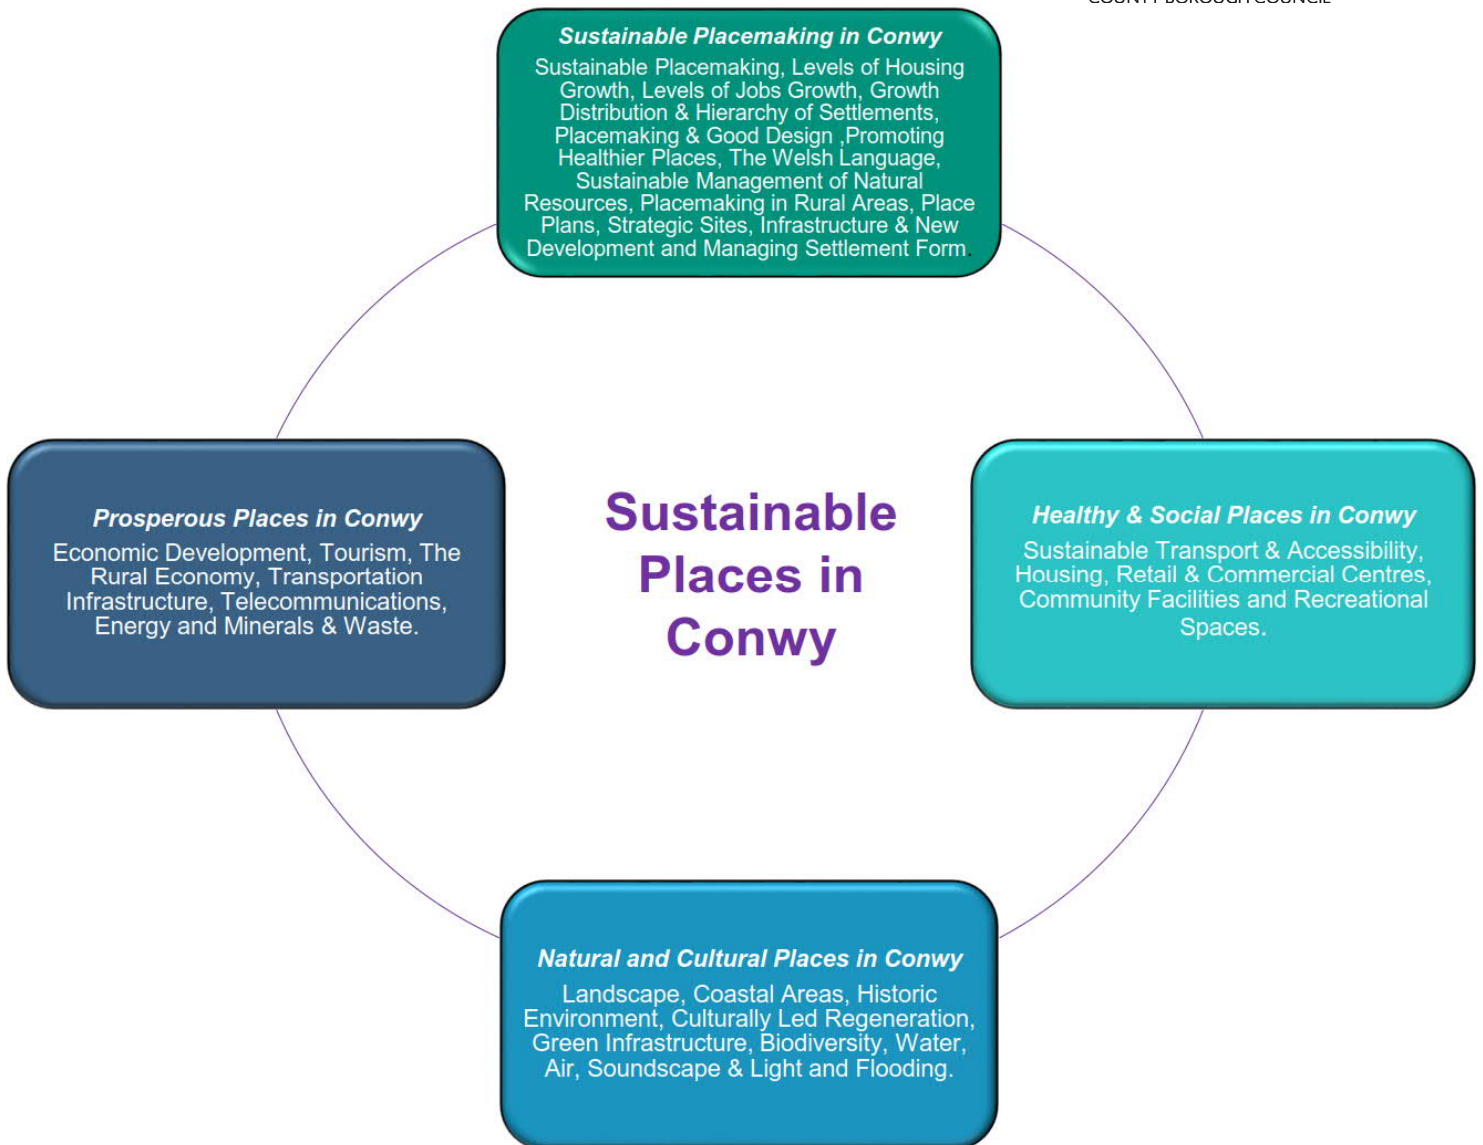 COUNTY BOROUGH COUNCIL
Sustainable Placemaking in Conwy
Sustainable Placemaking, Levels of Housing
Growth, Levels of Jobs Growth, Growth
Distribution & Hierarchy of Settlements,
Placemaking & Good Design ,Promoting
Healthier Places, The Welsh Language,
Sustainable Management of Natural
Resources, Placemaking in Rural Areas, Place
Plans, Strategic Sites, Infrastructure & New
Development and Managing Settlement Form.
Prosperous Places in Conwy
Economic Development, Tourism, The
Rural Economy, Transportation
Infrastructure, Telecommunications,
Energy and Minerals & Waste.
Sustainable
Places in
Conwy
Healthy & Social Places in Conwy
Sustainable Transport & Accessibility,
Housing, Retail & Commercial Centres,
Community Facilities and Recreational
Spaces.
Natural and Cultural Places in Conwy
Landscape, Coastal Areas, Historic
Environment, Culturally Led Regeneration,
Green Infrastructure, Biodiversity, Water,
Air, Soundscape & Light and Flooding.